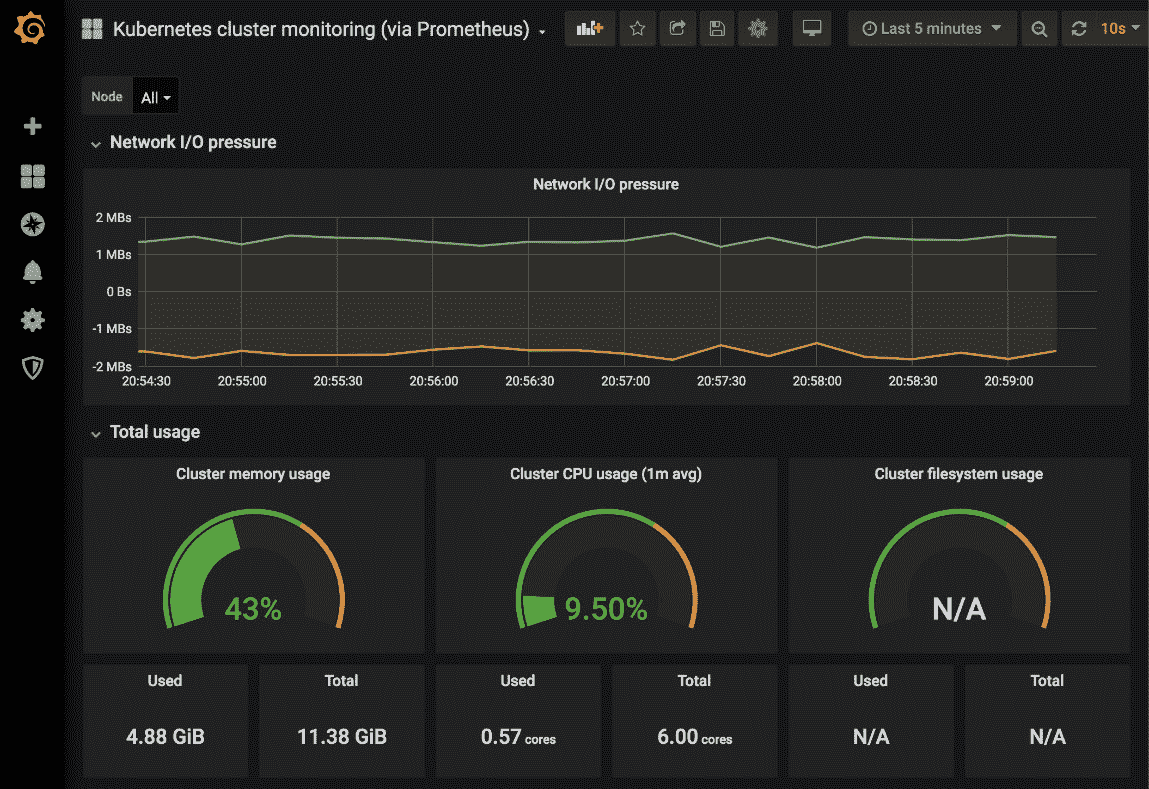 Kubernetes cluster monitoring (via Prometheus)
Last 5 minutes
10s
Node
All
Network I/O pressure
Network I/O pressure
2 MBs
1 MBs
0 Bs
-1 MBs
-2 MBs
20:54:30 20:55:00 20:55:30 20:56:00 20:56:30 20:57:00 20:57:30 20:58:00 20:58:30 20:59:00
Total usage
Cluster memory usage
43%
Cluster CPU usage (1m avg)
9.50%
Cluster filesystem usage
N/A
Used
4.88 GiB
Total
11.38 GiB
Used
0.57 cores
Total
6.00 cores
Used
N/A
Total
N/A